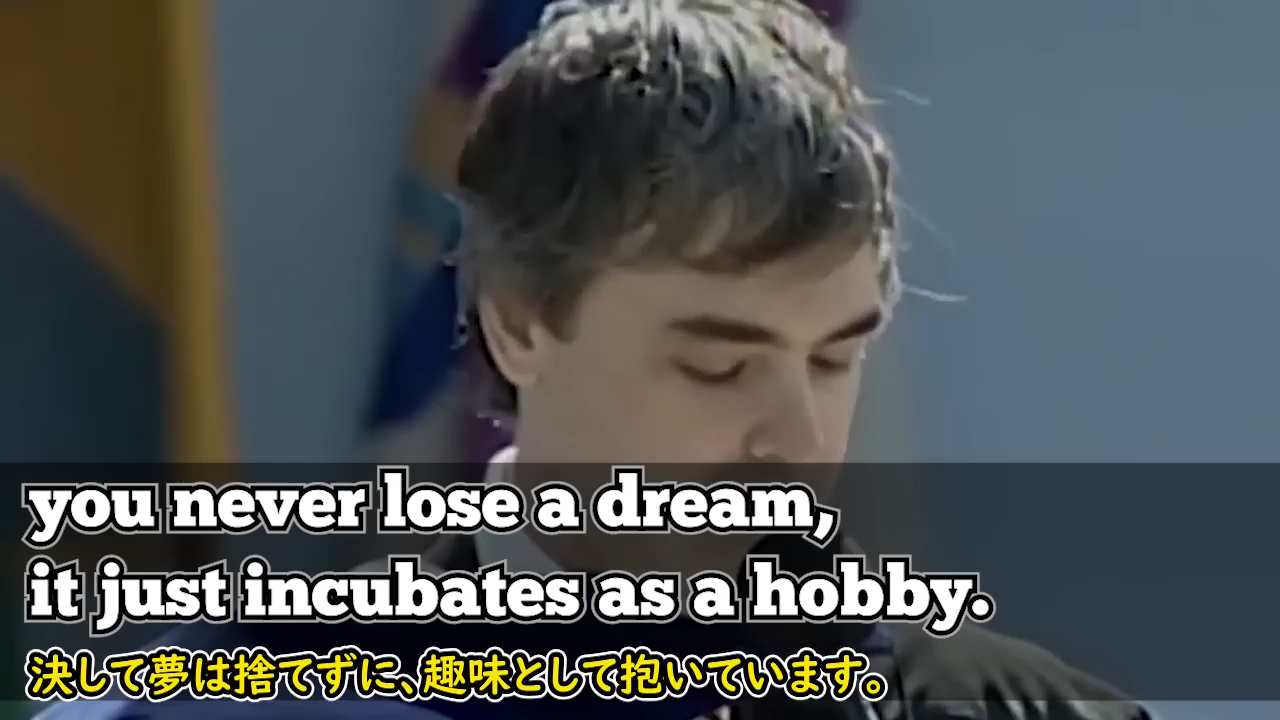 you never lose a dream,
it just incubates as a hobby.
決して夢は捨てずに、趣味として抱いています。